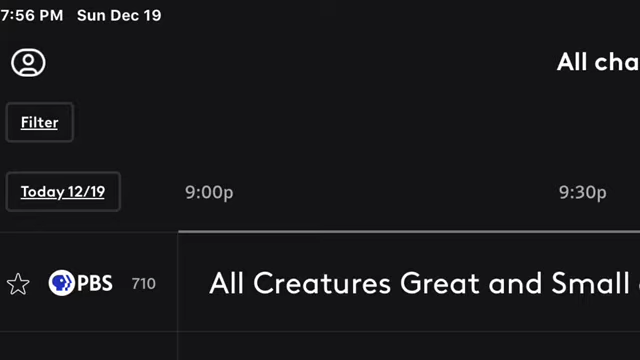 7:56 PM Sun Dec 19
All cha
Filter
Today 12/19 9:00p 9:30p
PBS 710 All Creatures Great and Small